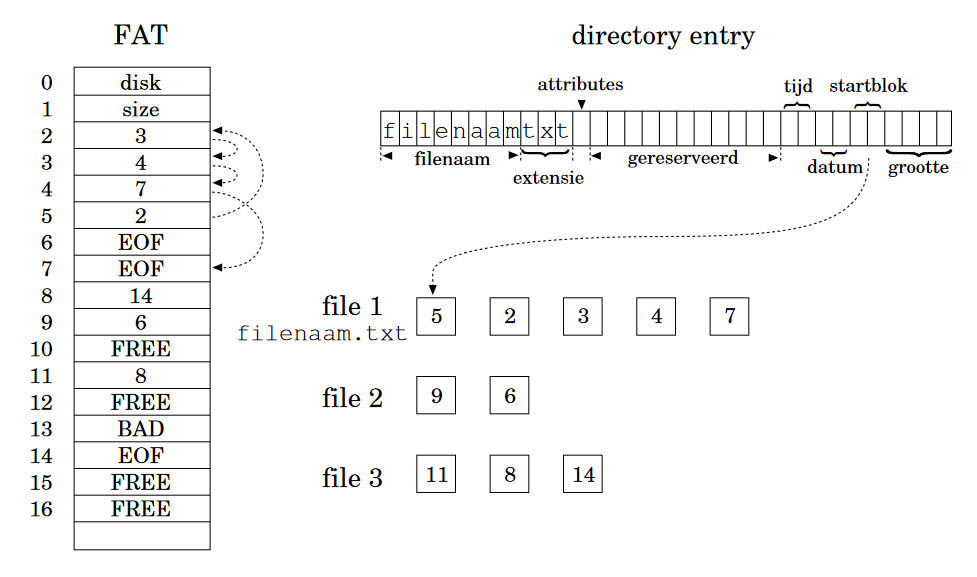 FAT
0 disk
1 size
2 3
3 4
4 7
5 2
6 EOF
7 EOF
8 14
9 6
10 FREE
11 8
12 FREE
13 BAD
14 EOF
15 FREE
16 FREE
directory entry
attributes
tijd startblok
filenaamtxt
filenaam
extensie
gereserveerd
datum grootte
file 1 5 2 3 4 7
filenaam.txt
file 2 9 6
file 3 11 8 14